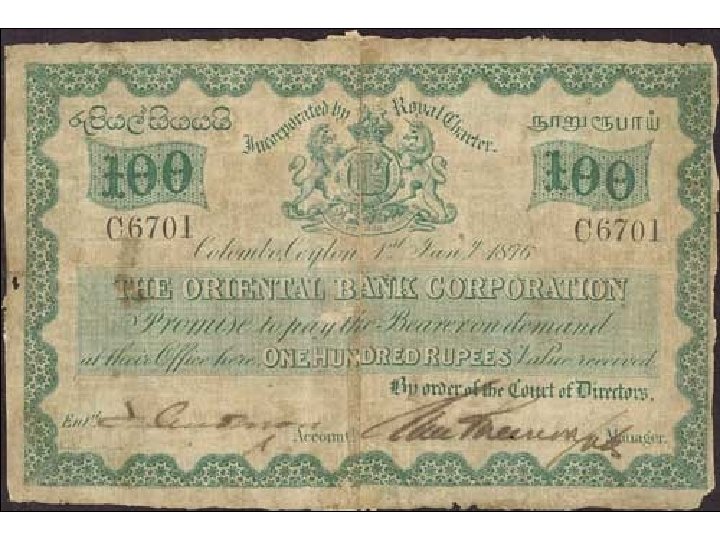 රුපියල් සියයයි
Incorporated by Royal Charter.
நூறு ரூபாய்
100
100
C6701
C6701
Colombo, Ceylon, 1st Jany 1876
THE ORIENTAL BANK CORPORATION
Promise to pay the Bearer on demand
at their Office here, ONE HUNDRED RUPEES Value received
By order of the Court of Directors,
Entd
Accountt
Manager.